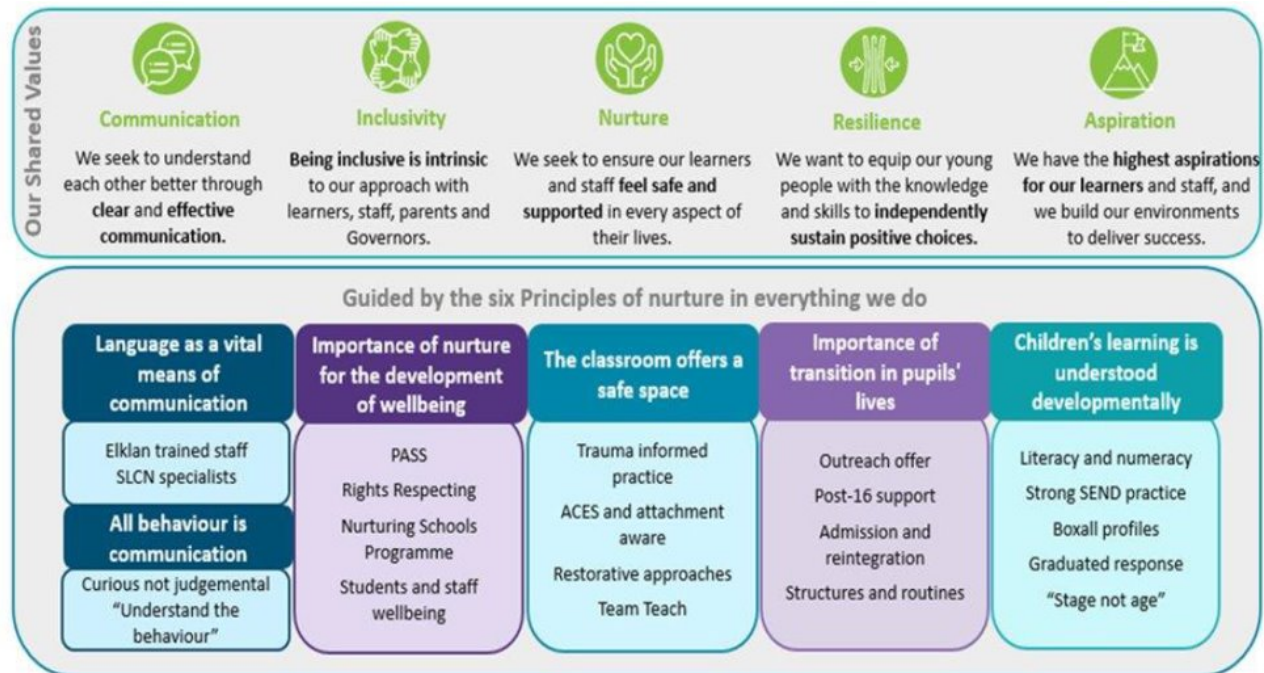 Our Shared Values
Communication
We seek to understand
each other better through
clear and effective
communication.
Inclusivity
Being inclusive is intrinsic
to our approach with
learners, staff, parents and
Governors.
Nurture
We seek to ensure our learners
and staff feel safe and
supported in every aspect of
their lives.
Resilience
We want to equip our young
people with the knowledge
and skills to independently
sustain positive choices.
Aspiration
We have the highest aspirations
for our learners and staff, and
we build our environments
to deliver success.
Guided by the six Principles of nurture in everything we do
Language as a vital
means of
communication
Elklan trained staff
SLCN specialists
All behaviour is
communication
Curious not judgemental
“Understand the
behaviour”
Importance of nurture
for the development
of wellbeing
PASS
Rights Respecting
Nurturing Schools
Programme
Students and staff
wellbeing
The classroom offers a
safe space
Trauma informed
practice
ACES and attachment
aware
Restorative approaches
Team Teach
Importance of
transition in pupils'
lives
Outreach offer
Post-16 support
Admission and
reintegration
Structures and routines
Children’s learning is
understood
developmentally
Literacy and numeracy
Strong SEND practice
Boxall profiles
Graduated response
“Stage not age”